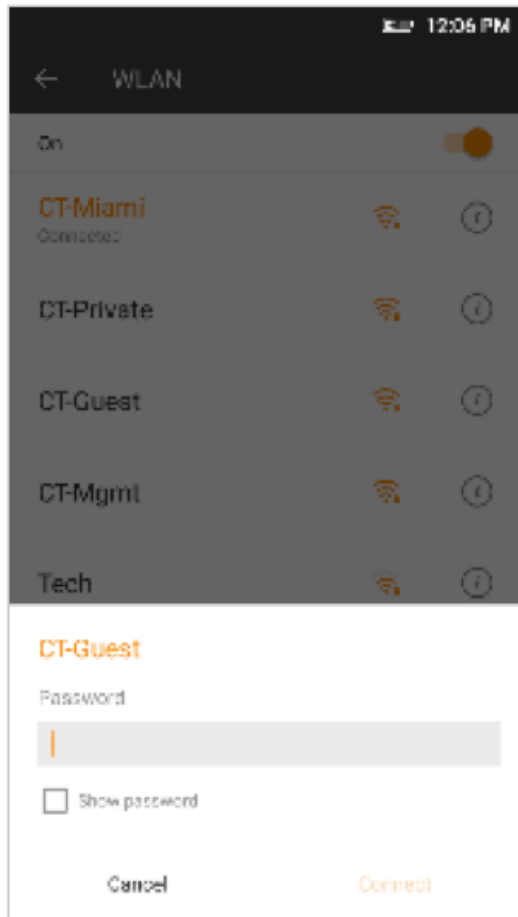 12:06 PM
WLAN
On
CT-Miami
Connected
CT-Private
CT-Guest
CT-Mgmt
Tech
CT-Guest
Password
Show password
Cancel Connect